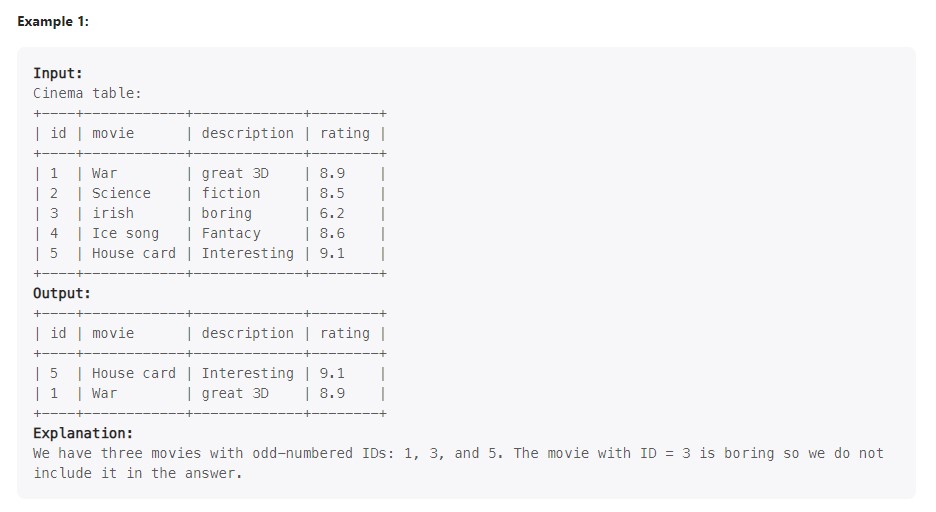 Example 1:
Input:
Cinema table:
+----+------------+-------------+--------+
| id | movie      | description | rating |
+----+------------+-------------+--------+
| 1  | War        | great 3D    | 8.9    |
| 2  | Science    | fiction     | 8.5    |
| 3  | irish      | boring      | 6.2    |
| 4  | Ice song   | Fantacy     | 8.6    |
| 5  | House card | Interesting | 9.1    |
+----+------------+-------------+--------+
Output:
+----+------------+-------------+--------+
| id | movie      | description | rating |
+----+------------+-------------+--------+
| 5  | House card | Interesting | 9.1    |
| 1  | War        | great 3D    | 8.9    |
+----+------------+-------------+--------+
Explanation:
We have three movies with odd-numbered IDs: 1, 3, and 5. The movie with ID = 3 is boring so we do not
include it in the answer.